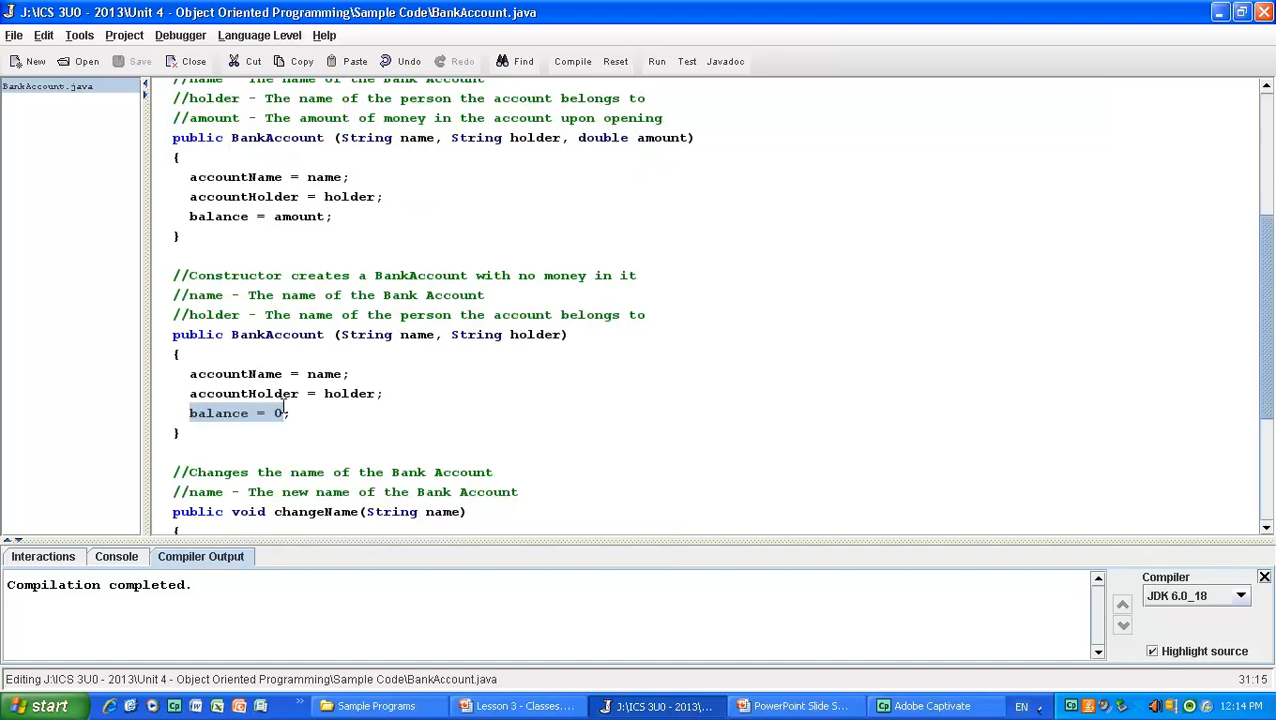 J:\ICS 3U0 - 2013\Unit 4 - Object Oriented Programming\Sample Code\BankAccount.java
File Edit Tools Project Debugger Language Level Help
New Open Save Close Cut Copy Paste Undo Redo Find Compile Reset Run Test Javadoc
BankAccount.java
//name - The name of the Bank Account
//holder - The name of the person the account belongs to
//amount - The amount of money in the account upon opening
public BankAccount (String name, String holder, double amount)
{
accountName = name;
accountHolder = holder;
balance = amount;
}
//Constructor creates a BankAccount with no money in it
//name - The name of the Bank Account
//holder - The name of the person the account belongs to
public BankAccount (String name, String holder)
{
accountName = name;
accountHolder = holder;
balance = 0;
}
//Changes the name of the Bank Account
//name - The new name of the Bank Account
public void changeName(String name)
{
Interactions Console Compiler Output
Compilation completed.
Compiler
JDK 6.0_18
Highlight source
Editing J:\ICS 3U0 - 2013\Unit 4 - Object Oriented Programming\Sample Code\BankAccount.java 31:15
start Sample Programs Lesson 3 - Classes.... J:\ICS 3U0 - 2013\... PowerPoint Slide S... Adobe Captivate EN 12:14 PM